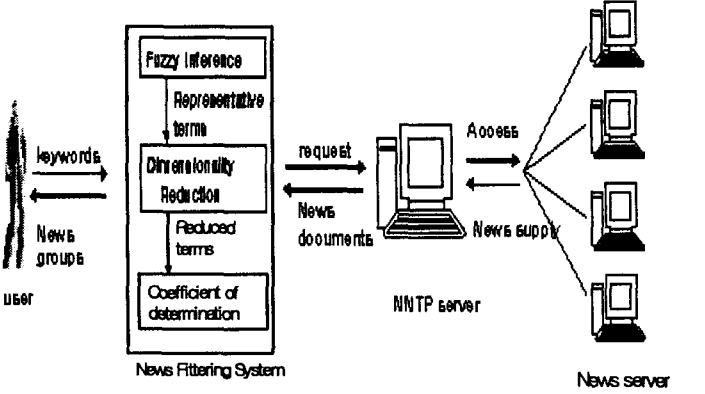 Fuzzy Inference
Representative
terms
keywords
Dimensionality
Reduction
request
Access
News
groups
Reduced
terms
News
documents
News supply
user
Coefficient of
determination
NNTP server
News Fittering System
News server